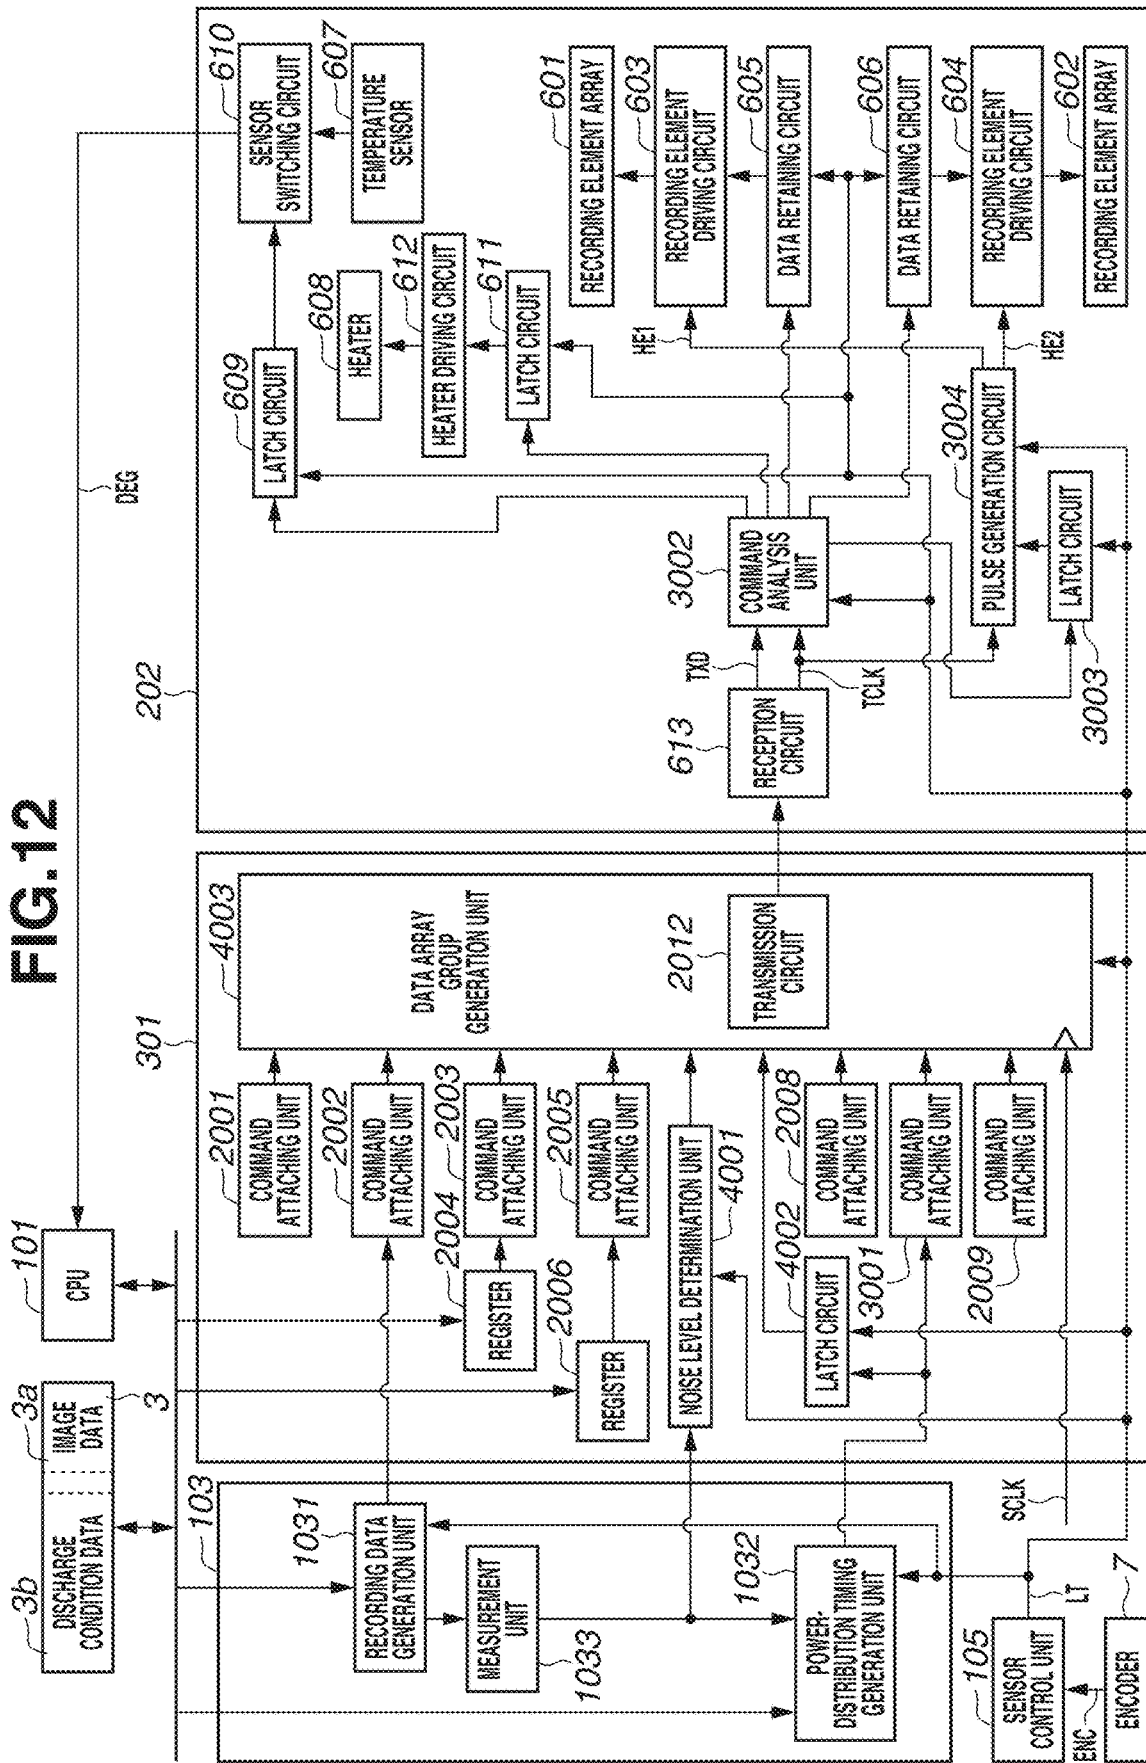 FIG.12
3b
DISCHARGE
CONDITION DATA
3a
IMAGE
DATA
3
101
CPU
DEG
103
1031
RECORDING DATA
GENERATION UNIT
MEASUREMENT
UNIT
1033
1032
POWER-
DISTRIBUTION TIMING
GENERATION UNIT
105
SENSOR
CONTROL UNIT
LT
ENC
7
ENCODER
SCLK
301
2001
COMMAND
ATTACHING UNIT
2002
COMMAND
ATTACHING UNIT
2004
REGISTER
2003
COMMAND
ATTACHING UNIT
2006
REGISTER
2005
COMMAND
ATTACHING UNIT
NOISE LEVEL DETERMINATION UNIT
4001
4002
LATCH CIRCUIT
2008
COMMAND
ATTACHING UNIT
3001
COMMAND
ATTACHING UNIT
2009
COMMAND
ATTACHING UNIT
4003
DATA ARRAY
GROUP
GENERATION UNIT
2012
TRANSMISSION
CIRCUIT
202
613
RECEPTION
CIRCUIT
TXD
TCLK
3002
COMMAND
ANALYSIS
UNIT
3003
LATCH CIRCUIT
3004
PULSE GENERATION CIRCUIT
HE1
HE2
609
LATCH CIRCUIT
610
SENSOR
SWITCHING CIRCUIT
607
TEMPERATURE
SENSOR
608
HEATER
612
HEATER DRIVING CIRCUIT
611
LATCH CIRCUIT
601
RECORDING ELEMENT ARRAY
603
RECORDING ELEMENT
DRIVING CIRCUIT
605
DATA RETAINING CIRCUIT
606
DATA RETAINING CIRCUIT
604
RECORDING ELEMENT
DRIVING CIRCUIT
602
RECORDING ELEMENT ARRAY